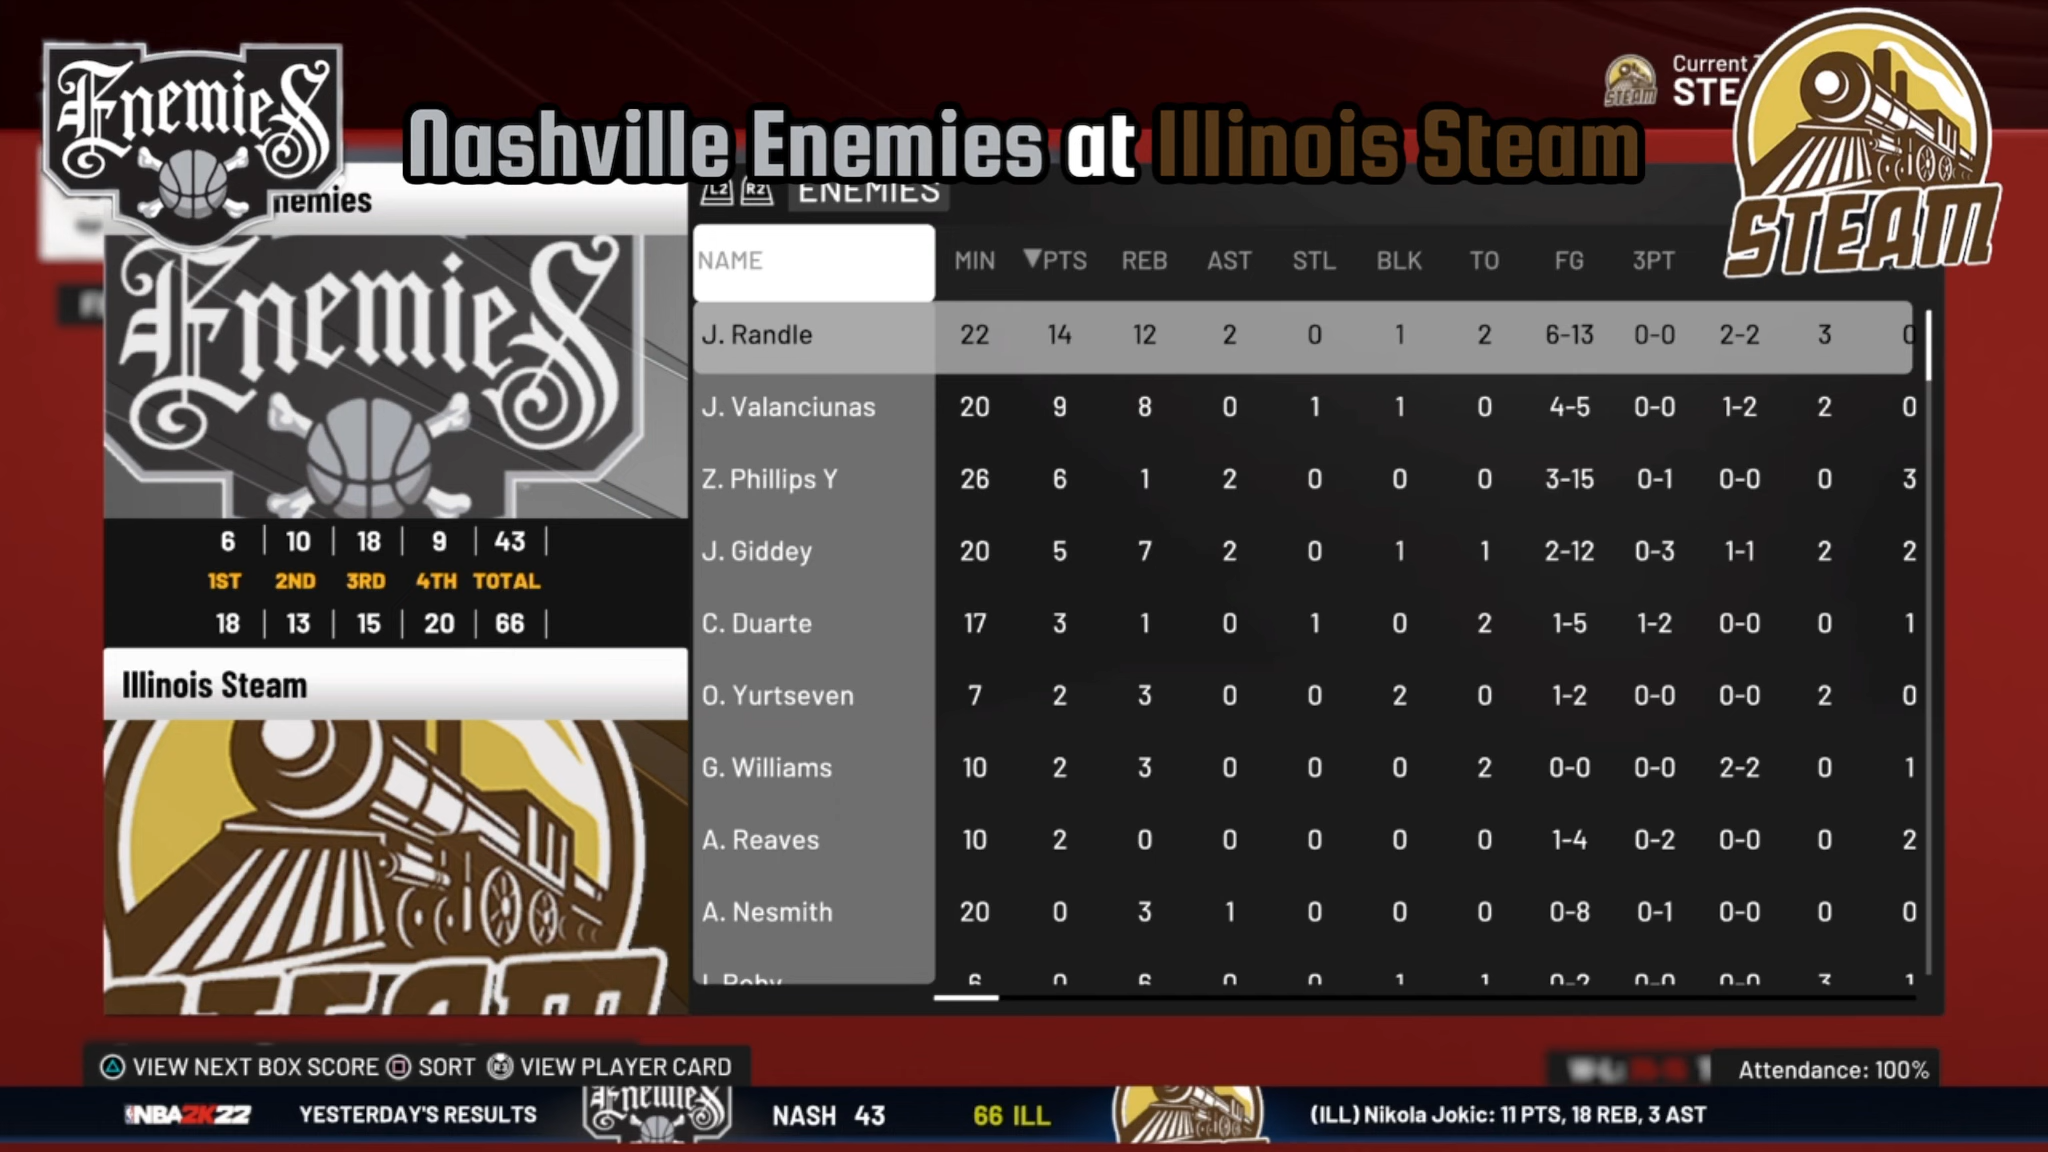 Enemies
Nashville Enemies at Illinois Steam
Current
STE
STEAM
STEAM
nemies
L2 R2 ENEMIES
NAME MIN ▼PTS REB AST STL BLK TO FG 3PT
Enemies
J. Randle 22 14 12 2 0 1 2 6-13 0-0 2-2 3 0
J. Valanciunas 20 9 8 0 1 1 0 4-5 0-0 1-2 2 0
Z. Phillips Y 26 6 1 2 0 0 0 3-15 0-1 0-0 0 3
J. Giddey 20 5 7 2 0 1 1 2-12 0-3 1-1 2 2
C. Duarte 17 3 1 0 1 0 2 1-5 1-2 0-0 0 1
O. Yurtseven 7 2 3 0 0 2 0 1-2 0-0 0-0 2 0
G. Williams 10 2 3 0 0 0 2 0-0 0-0 2-2 0 1
A. Reaves 10 2 0 0 0 0 0 1-4 0-2 0-0 0 2
A. Nesmith 20 0 3 1 0 0 0 0-8 0-1 0-0 0 0
6 | 10 | 18 | 9 | 43 |
1ST 2ND 3RD 4TH TOTAL
18 | 13 | 15 | 20 | 66 |
Illinois Steam
STEAM
VIEW NEXT BOX SCORE SORT R3 VIEW PLAYER CARD
Attendance: 100%
NBA2K22 YESTERDAY'S RESULTS Enemies NASH 43 66 ILL (ILL) Nikola Jokic: 11 PTS, 18 REB, 3 AST